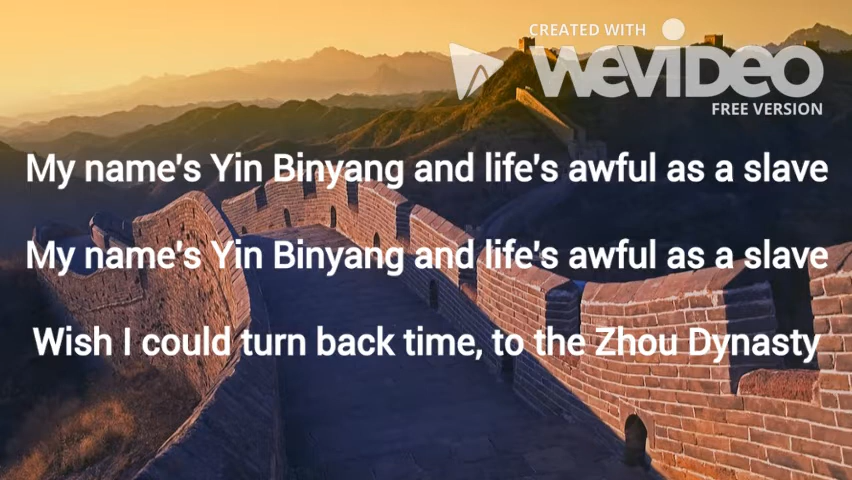 CREATED WITH
WEVIDEO
FREE VERSION
My name's Yin Binyang and life's awful as a slave
My name's Yin Binyang and life's awful as a slave
Wish I could turn back time, to the Zhou Dynasty